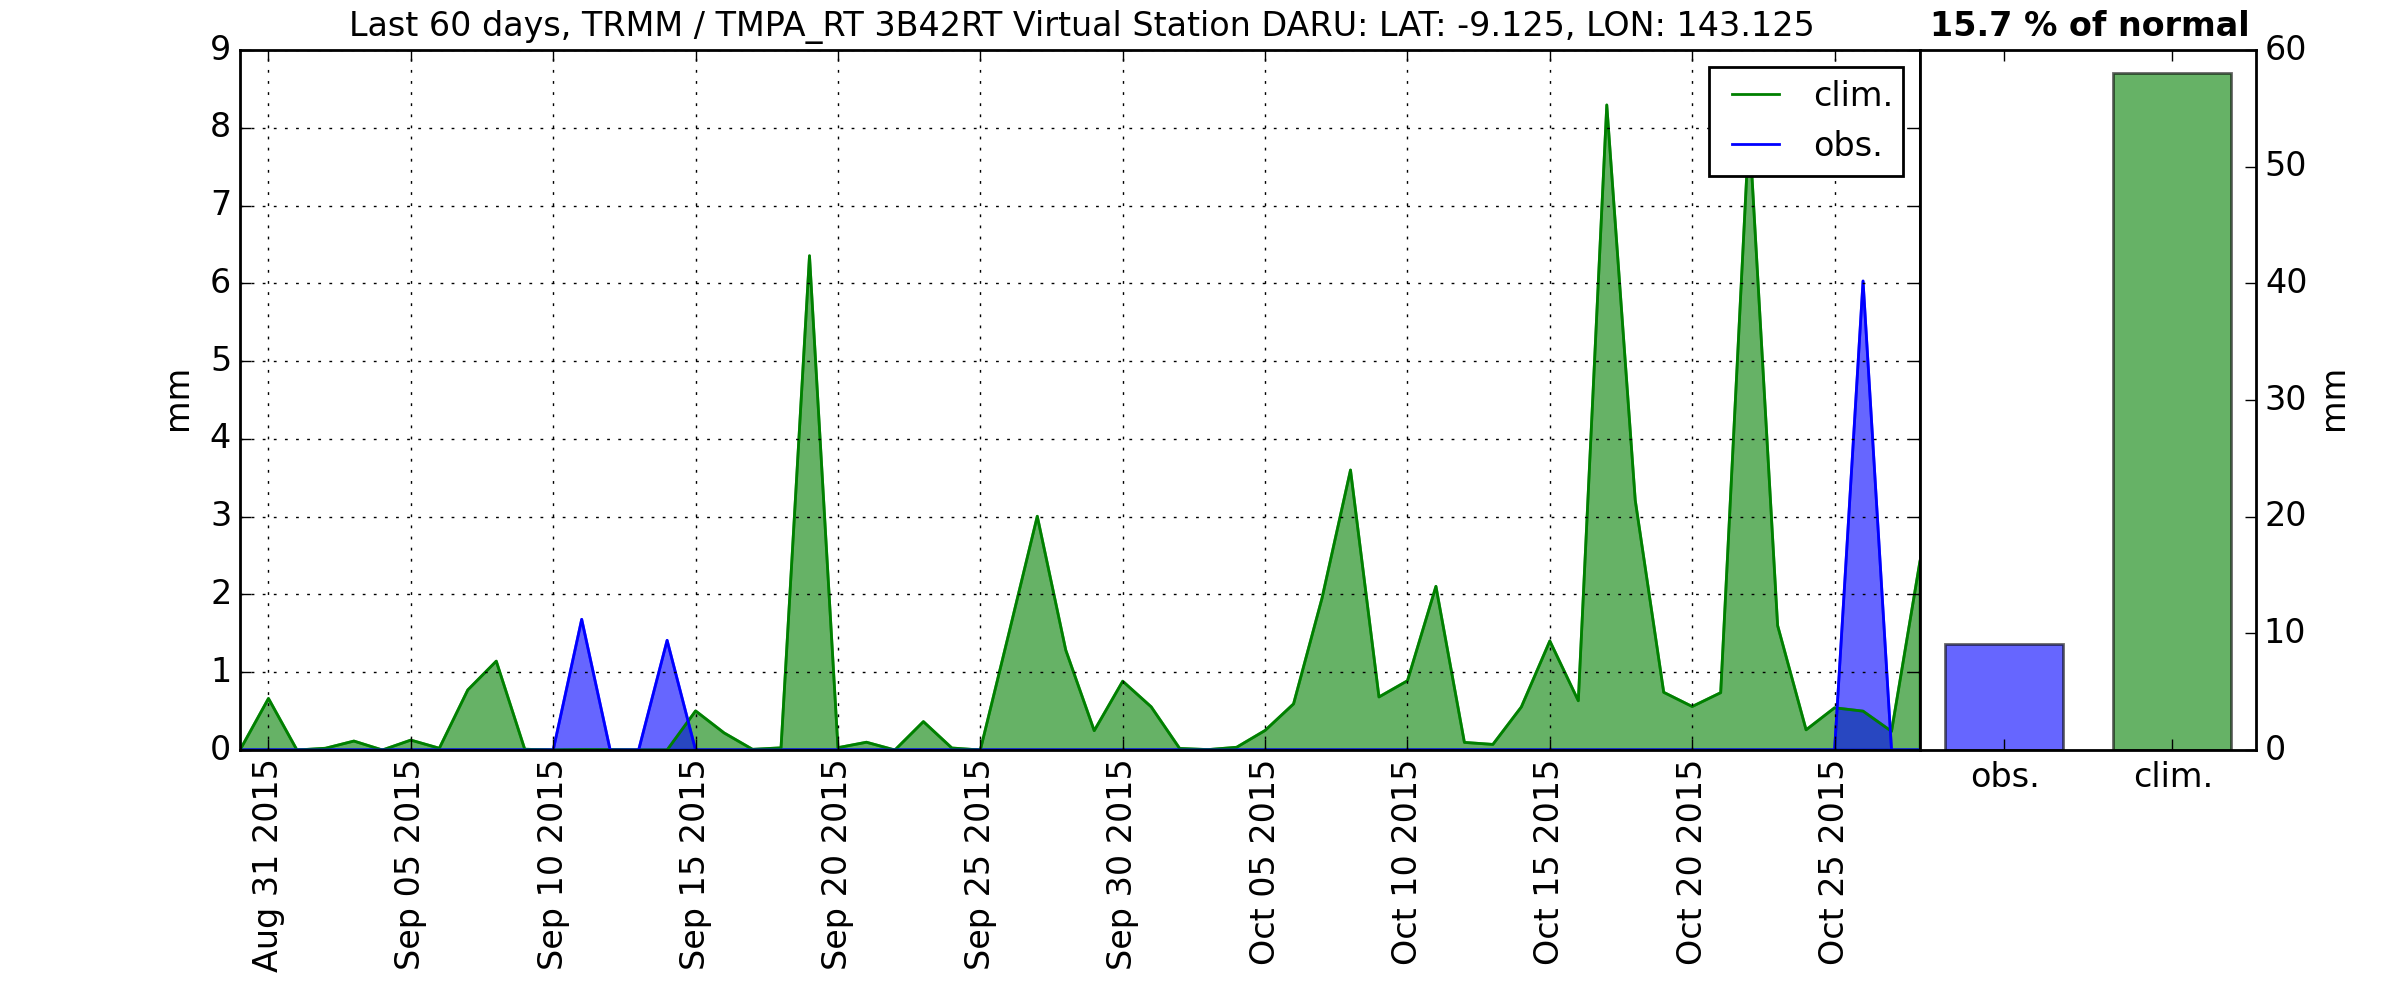 Last 60 days, TRMM / TMPA_RT 3B42RT Virtual Station DARU: LAT: -9.125, LON: 143.125
15.7 % of normal
9
8
7
6
5
4
3
2
1
0
mm
clim.
obs.
60
50
40
30
20
10
0
mm
Aug 31 2015
Sep 05 2015
Sep 10 2015
Sep 15 2015
Sep 20 2015
Sep 25 2015
Sep 30 2015
Oct 05 2015
Oct 10 2015
Oct 15 2015
Oct 20 2015
Oct 25 2015
obs.
clim.